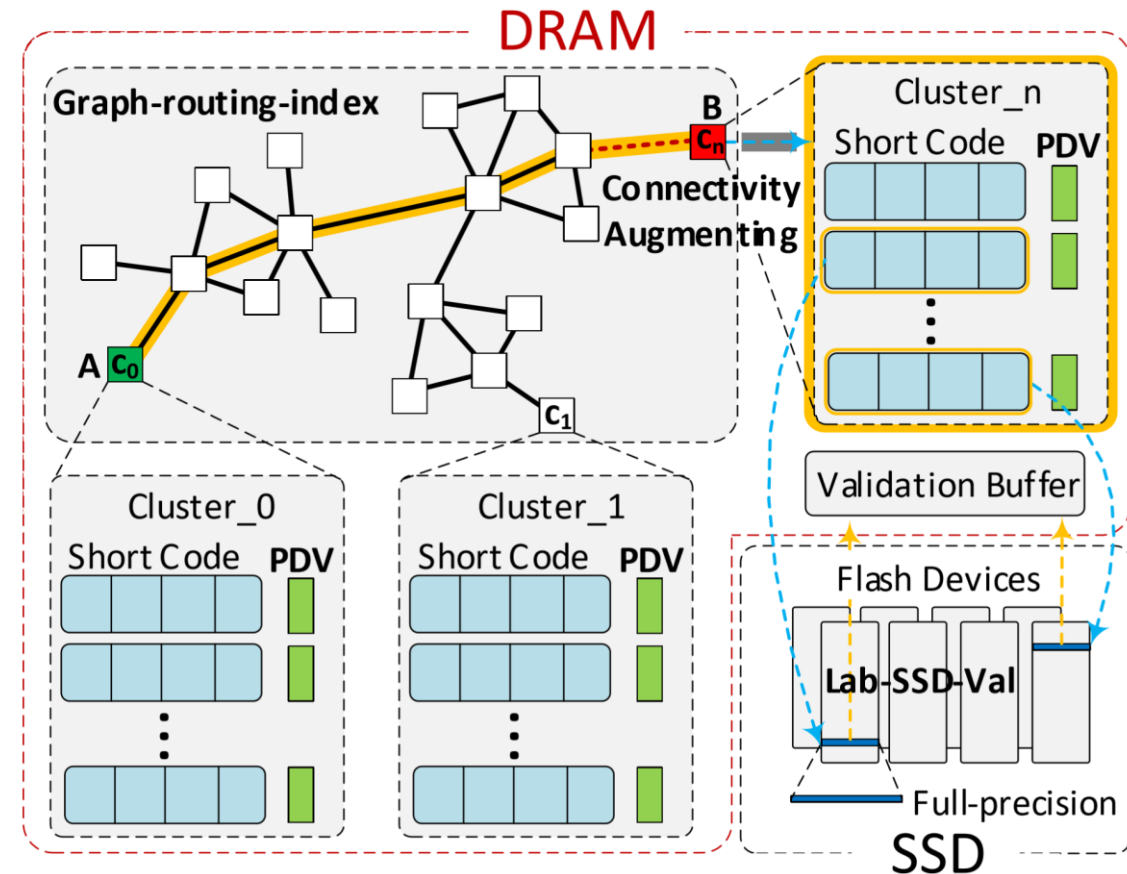 DRAM
Graph-routing-index
B
cn
Connectivity
Augmenting
A
c0
c1
Cluster_n
Short Code PDV
Validation Buffer
Cluster_0
Short Code PDV
Cluster_1
Short Code PDV
Flash Devices
Lab-SSD-Val
Full-precision
SSD